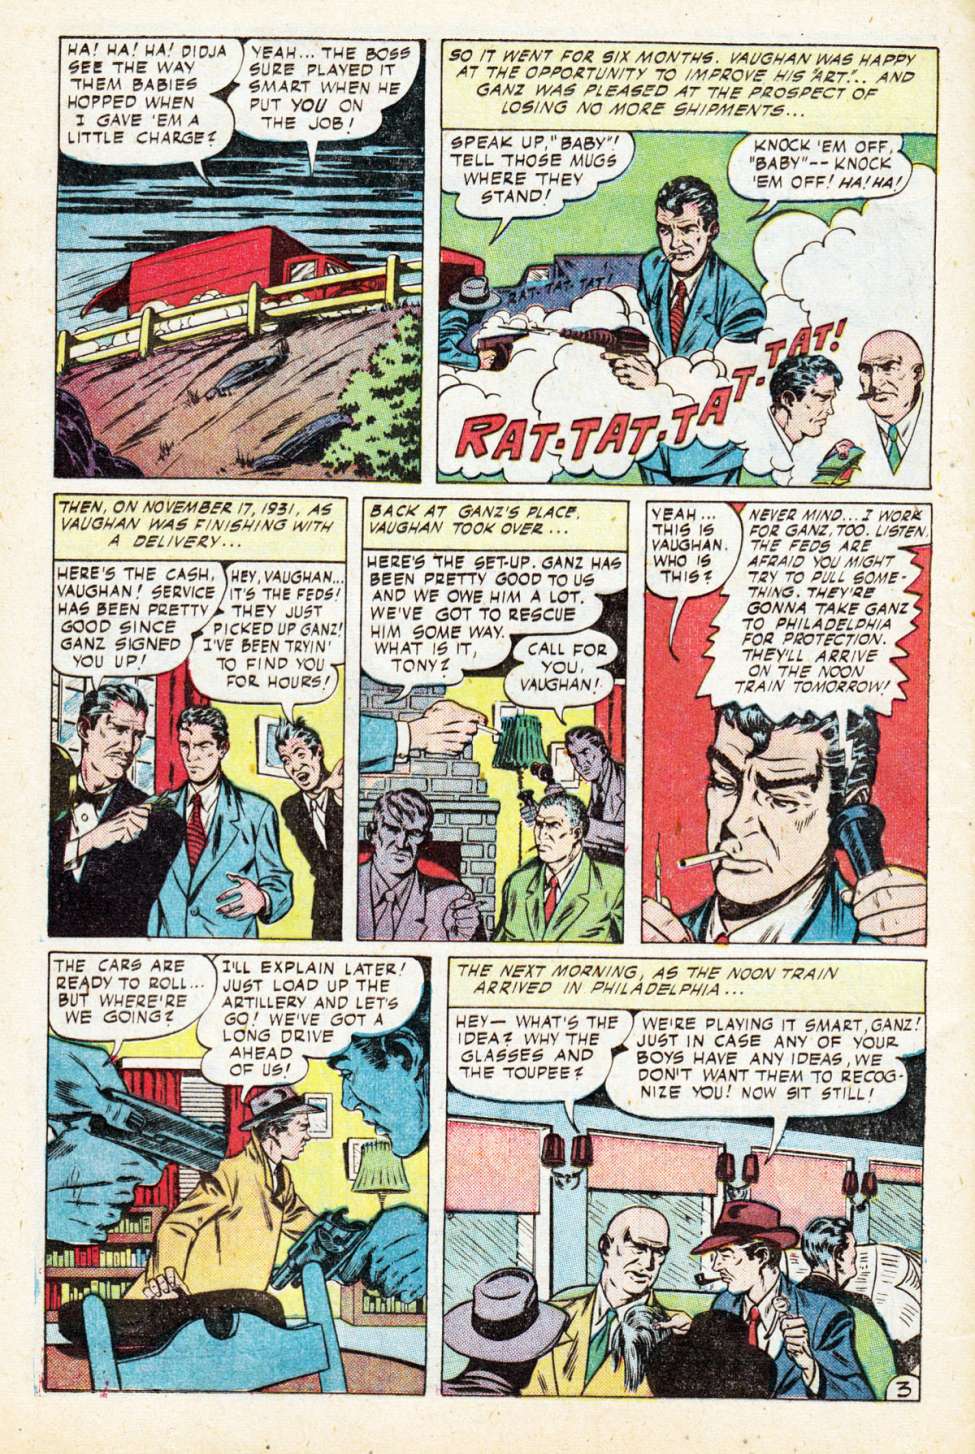 HA! HA! HA! DIDJA
SEE THE WAY
THEM BABIES
HOPPED WHEN
I GAVE 'EM A
LITTLE CHARGE?
YEAH... THE BOSS
SURE PLAYED IT
SMART WHEN HE
PUT YOU ON
THE JOB!
SO IT WENT FOR SIX MONTHS. VAUGHAN WAS HAPPY
AT THE OPPORTUNITY TO IMPROVE HIS "ART!".. AND
GANZ WAS PLEASED AT THE PROSPECT OF
LOSING NO MORE SHIPMENTS...
SPEAK UP, "BABY"!
TELL THOSE MUGS
WHERE THEY
STAND!
KNOCK 'EM OFF,
"BABY"-- KNOCK
'EM OFF! HA! HA!
RAT-TAT-TAT!
RAT-TAT-TAT-TAT!
THEN, ON NOVEMBER 17, 1931, AS
VAUGHAN WAS FINISHING WITH
A DELIVERY...
HERE'S THE CASH,
VAUGHAN! SERVICE
HAS BEEN PRETTY
GOOD SINCE
GANZ SIGNED
YOU UP!
HEY, VAUGHAN...
IT'S THE FEDS!
THEY JUST
PICKED UP GANZ!
I'VE BEEN TRYIN'
TO FIND YOU
FOR HOURS!
BACK AT GANZ'S PLACE,
VAUGHAN TOOK OVER...
HERE'S THE SET-UP. GANZ HAS
BEEN PRETTY GOOD TO US
AND WE OWE HIM A LOT.
WE'VE GOT TO RESCUE
HIM SOME WAY.
WHAT IS IT,
TONY?
CALL FOR
YOU,
VAUGHAN!
YEAH...
THIS IS
VAUGHAN.
WHO IS
THIS?
NEVER MIND... I WORK
FOR GANZ, TOO. LISTEN.
THE FEDS ARE
AFRAID YOU MIGHT
TRY TO PULL SOME-
THING. THEY'RE
GONNA TAKE GANZ
TO PHILADELPHIA
FOR PROTECTION.
THEY'LL ARRIVE
ON THE NOON
TRAIN TOMORROW!
THE CARS ARE
READY TO ROLL...
BUT WHERE'RE
WE GOING?
I'LL EXPLAIN LATER!
JUST LOAD UP THE
ARTILLERY AND LET'S
GO! WE'VE GOT A
LONG DRIVE
AHEAD
OF US!
THE NEXT MORNING, AS THE NOON TRAIN
ARRIVED IN PHILADELPHIA...
HEY— WHAT'S THE
IDEA? WHY THE
GLASSES AND
THE TOUPEE?
WE'RE PLAYING IT SMART, GANZ!
JUST IN CASE ANY OF YOUR
BOYS HAVE ANY IDEAS, WE
DON'T WANT THEM TO RECOG-
NIZE YOU! NOW SIT STILL!
3